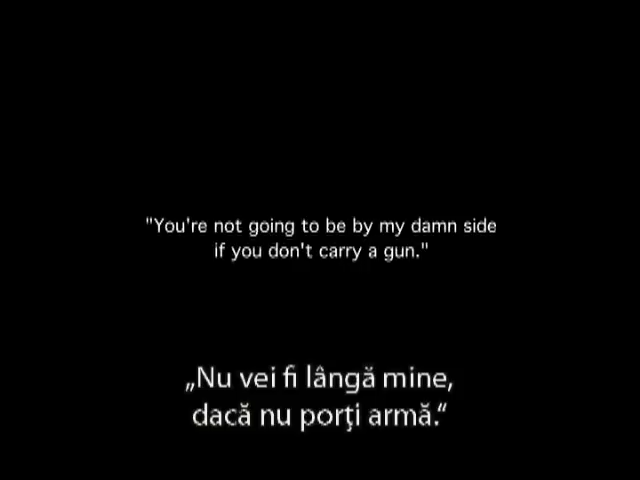 "You're not going to be by my damn side
if you don't carry a gun."
„Nu vei fi lângă mine,
dacă nu porţi armă.“